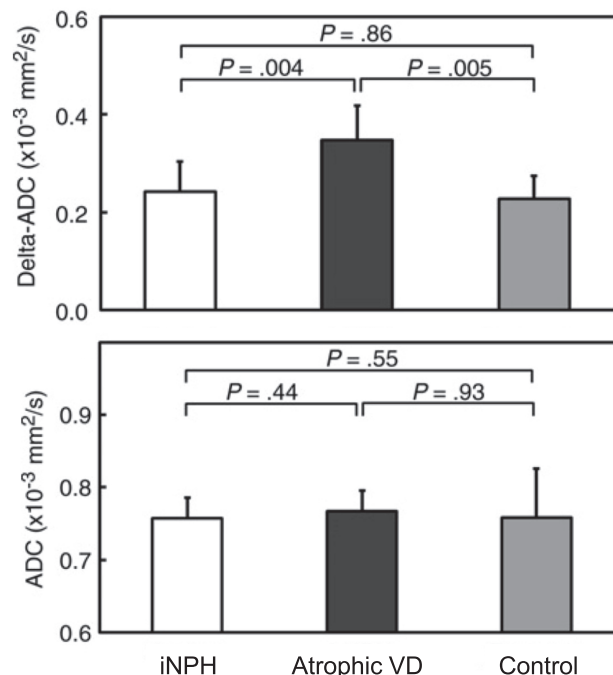 0.6
P = .86
P = .004
P = .005
0.4
0.2
0.0
Delta-ADC (x10⁻³ mm²/s)
P = .55
P = .44
P = .93
0.9
0.8
0.7
0.6
ADC (x10⁻³ mm²/s)
iNPH Atrophic VD Control